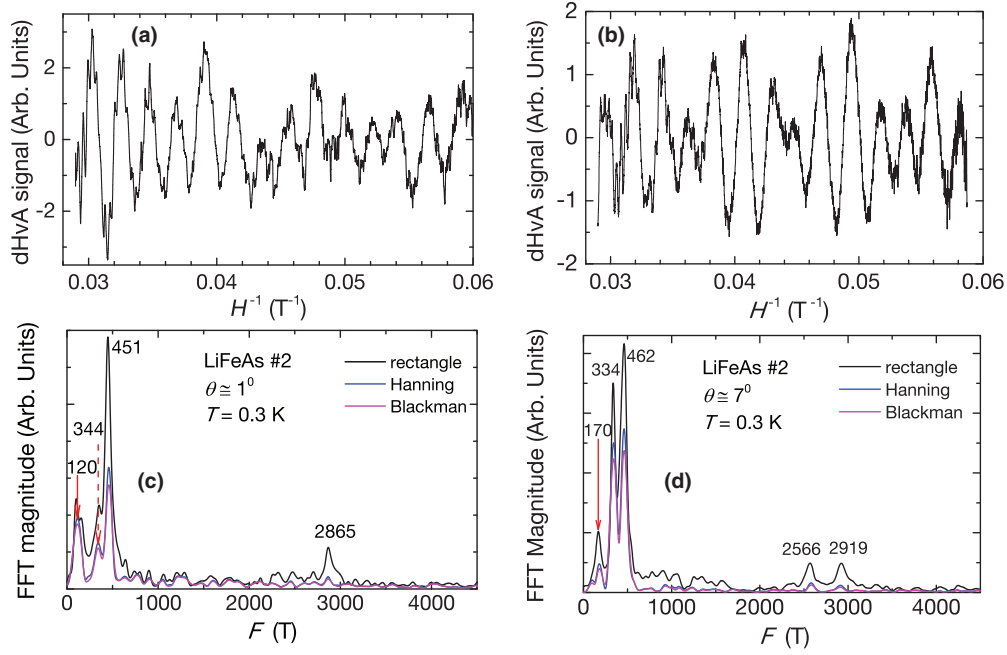 (a)
dHvA signal (Arb. Units)
2
0
-2
0.03 0.04 0.05 0.06
H⁻¹ (T⁻¹)
(b)
dHvA signal (Arb. Units)
2
1
0
-1
-2
0.03 0.04 0.05 0.06
H⁻¹ (T⁻¹)
FFT magnitude (Arb. Units)
451
LiFeAs #2
θ≅1⁰
T = 0.3 K
rectangle
Hanning
Blackman
344
120
(c)
2865
0 1000 2000 3000 4000
F (T)
FFT Magnitude (Arb. Units)
334
462
LiFeAs #2
θ≅7⁰
T = 0.3 K
rectangle
Hanning
Blackman
170
(d)
2566 2919
0 500 1000 2000 3000 4000
F (T)